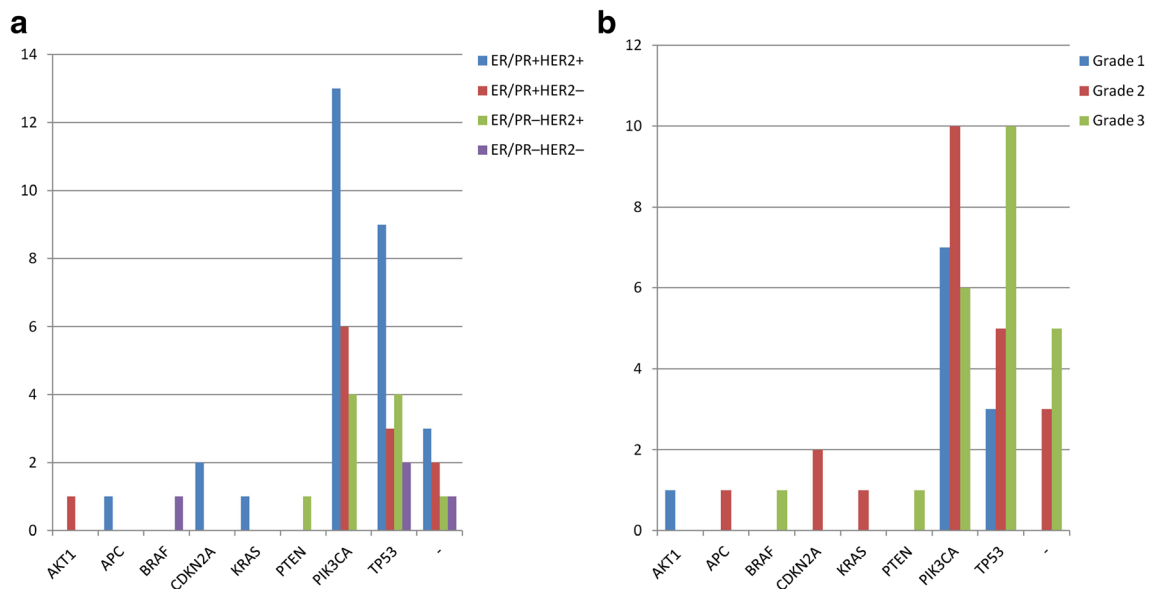 a
14
12
10
8
6
4
2
0
AKT1
APC
BRAF
CDKN2A
KRAS
PTEN
PIK3CA
TP53
-
ER/PR+HER2+
ER/PR+HER2–
ER/PR–HER2+
ER/PR–HER2–
b
12
10
8
6
4
2
0
AKT1
APC
BRAF
CDKN2A
KRAS
PTEN
PIK3CA
TP53
-
Grade 1
Grade 2
Grade 3